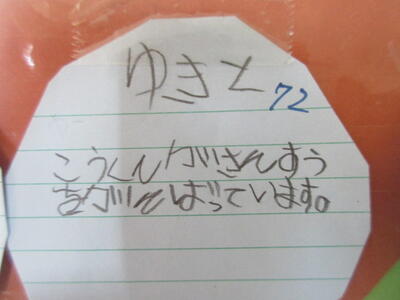 ゆきと
72
こうくんがさんすう
をがんばっています。